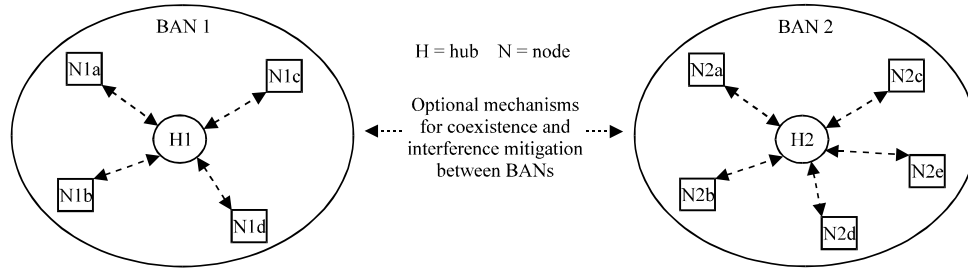 BAN 1
N1a
N1c
H1
N1b
N1d
H = hub N = node
Optional mechanisms
for coexistence and
interference mitigation
between BANs
BAN 2
N2a
N2c
H2
N2e
N2b
N2d